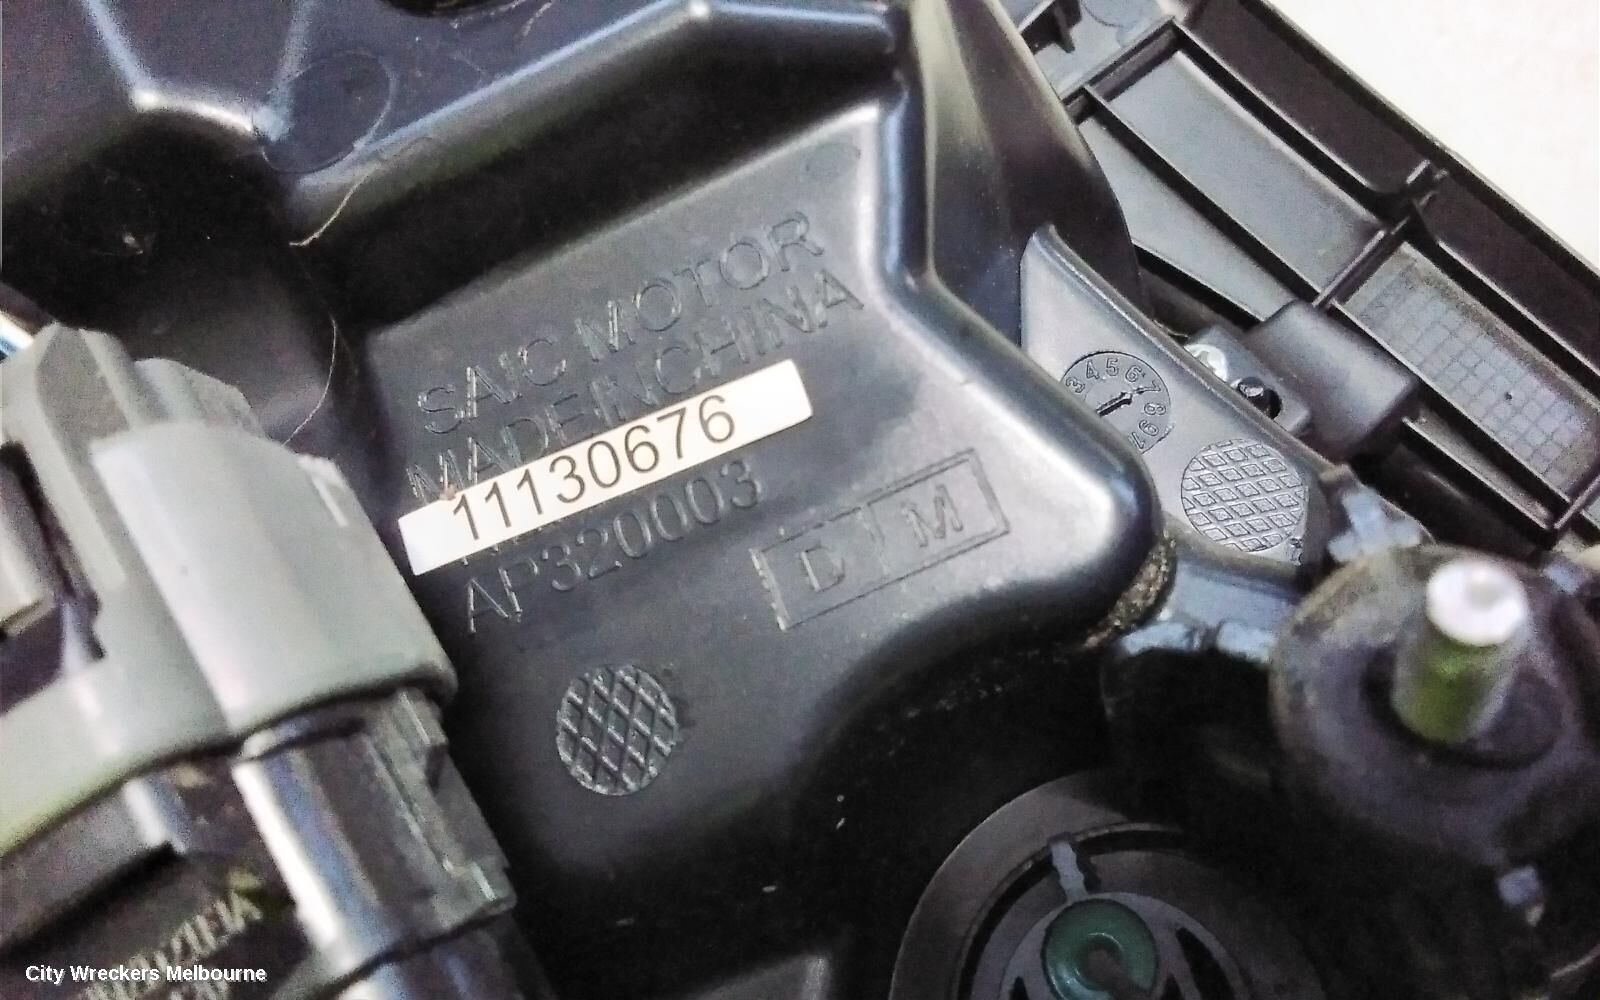 SAIC MOTOR
MADE IN CHINA
11130676
AP320003
D M
3 4 5 6 7 8 9
City Wreckers Melbourne